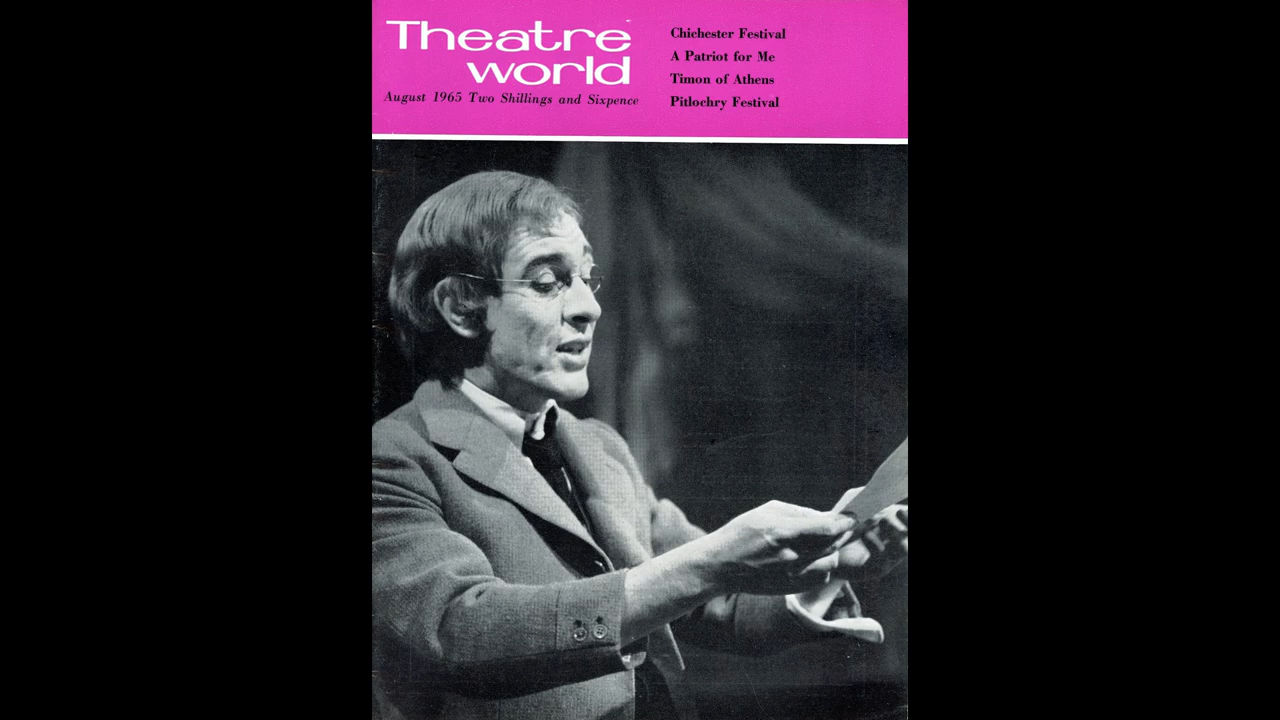 Theatre
world
August 1965 Two Shillings and Sixpence
Chichester Festival
A Patriot for Me
Timon of Athens
Pitlochry Festival